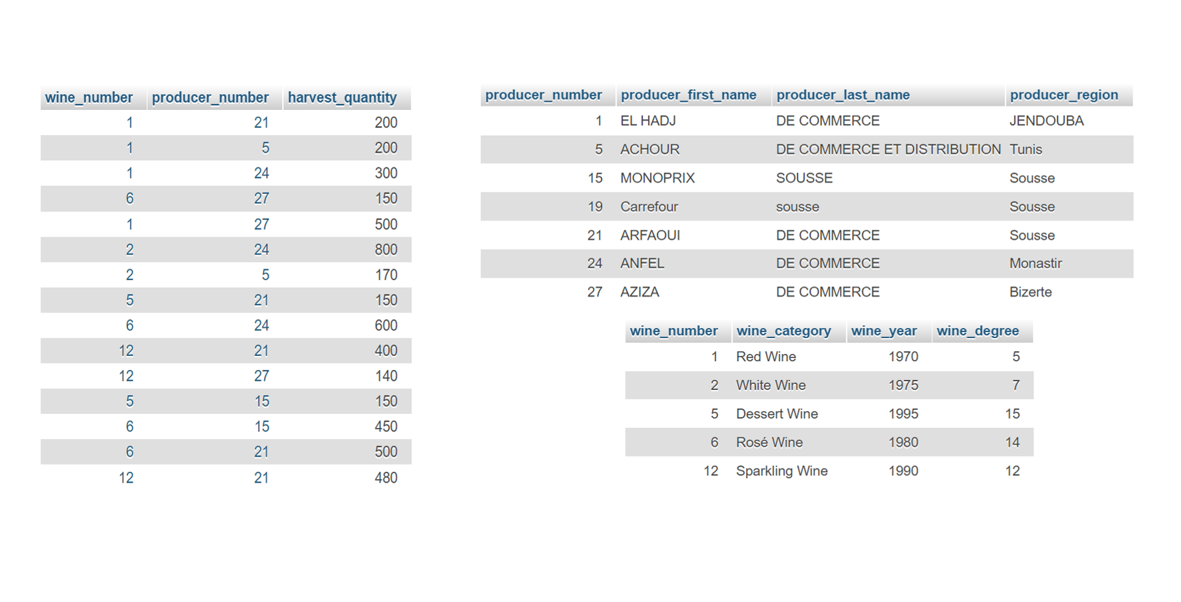 wine_number producer_number harvest_quantity
1 21 200
1 5 200
1 24 300
6 27 150
1 27 500
2 24 800
2 5 170
5 21 150
6 24 600
12 21 400
12 27 140
5 15 150
6 15 450
6 21 500
12 21 480
producer_number producer_first_name producer_last_name producer_region
1 EL HADJ DE COMMERCE JENDOUBA
5 ACHOUR DE COMMERCE ET DISTRIBUTION Tunis
15 MONOPRIX SOUSSE Sousse
19 Carrefour sousse Sousse
21 ARFAOUI DE COMMERCE Sousse
24 ANFEL DE COMMERCE Monastir
27 AZIZA DE COMMERCE Bizerte
wine_number wine_category wine_year wine_degree
1 Red Wine 1970 5
2 White Wine 1975 7
5 Dessert Wine 1995 15
6 Rosé Wine 1980 14
12 Sparkling Wine 1990 12